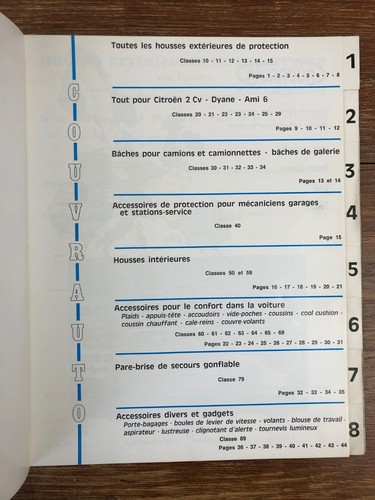 COUVRAUTO
Toutes les housses extérieures de protection
Classes 10 - 11 - 12 - 13 - 14 - 15
Pages 1 - 2 - 3 - 4 - 5 - 6 - 7 - 8
1
Tout pour Citroën 2 Cv - Dyane - Ami 6
Classes 20 - 21 - 22 - 23 - 24 - 25 - 29
Pages 9 - 10 - 11 - 12
2
Bâches pour camions et camionnettes - bâches de galerie
Classes 30 - 31 - 32 - 33 - 34
Pages 13 et 14
3
Accessoires de protection pour mécaniciens garages
et stations-service
Classe 40
Page 15
4
Housses intérieures
Classes 50 et 59
Pages 16 - 17 - 18 - 19 - 20 - 21
5
Accessoires pour le confort dans la voiture
Plaids - appuis-tête - accoudoirs - vide-poches - coussins - cool cushion -
coussin chauffant - cale-reins - couvre-volants
Classes 60 - 61 - 62 - 63 - 64 - 65 - 69
Pages 22 - 23 - 24 - 25 - 26 - 27 - 28 - 29 - 30 - 31
6
Pare-brise de secours gonflable
Classe 79
Pages 32 - 33 - 34 - 35
7
Accessoires divers et gadgets
Porte-bagages - boules de levier de vitesse - volants - blouse de travail -
aspirateur - lustreuse - clignotant d'alerte - tournevis lumineux
Classe 89
Pages 36 - 37 - 38 - 39 - 40 - 41 - 42 - 43 - 44
8